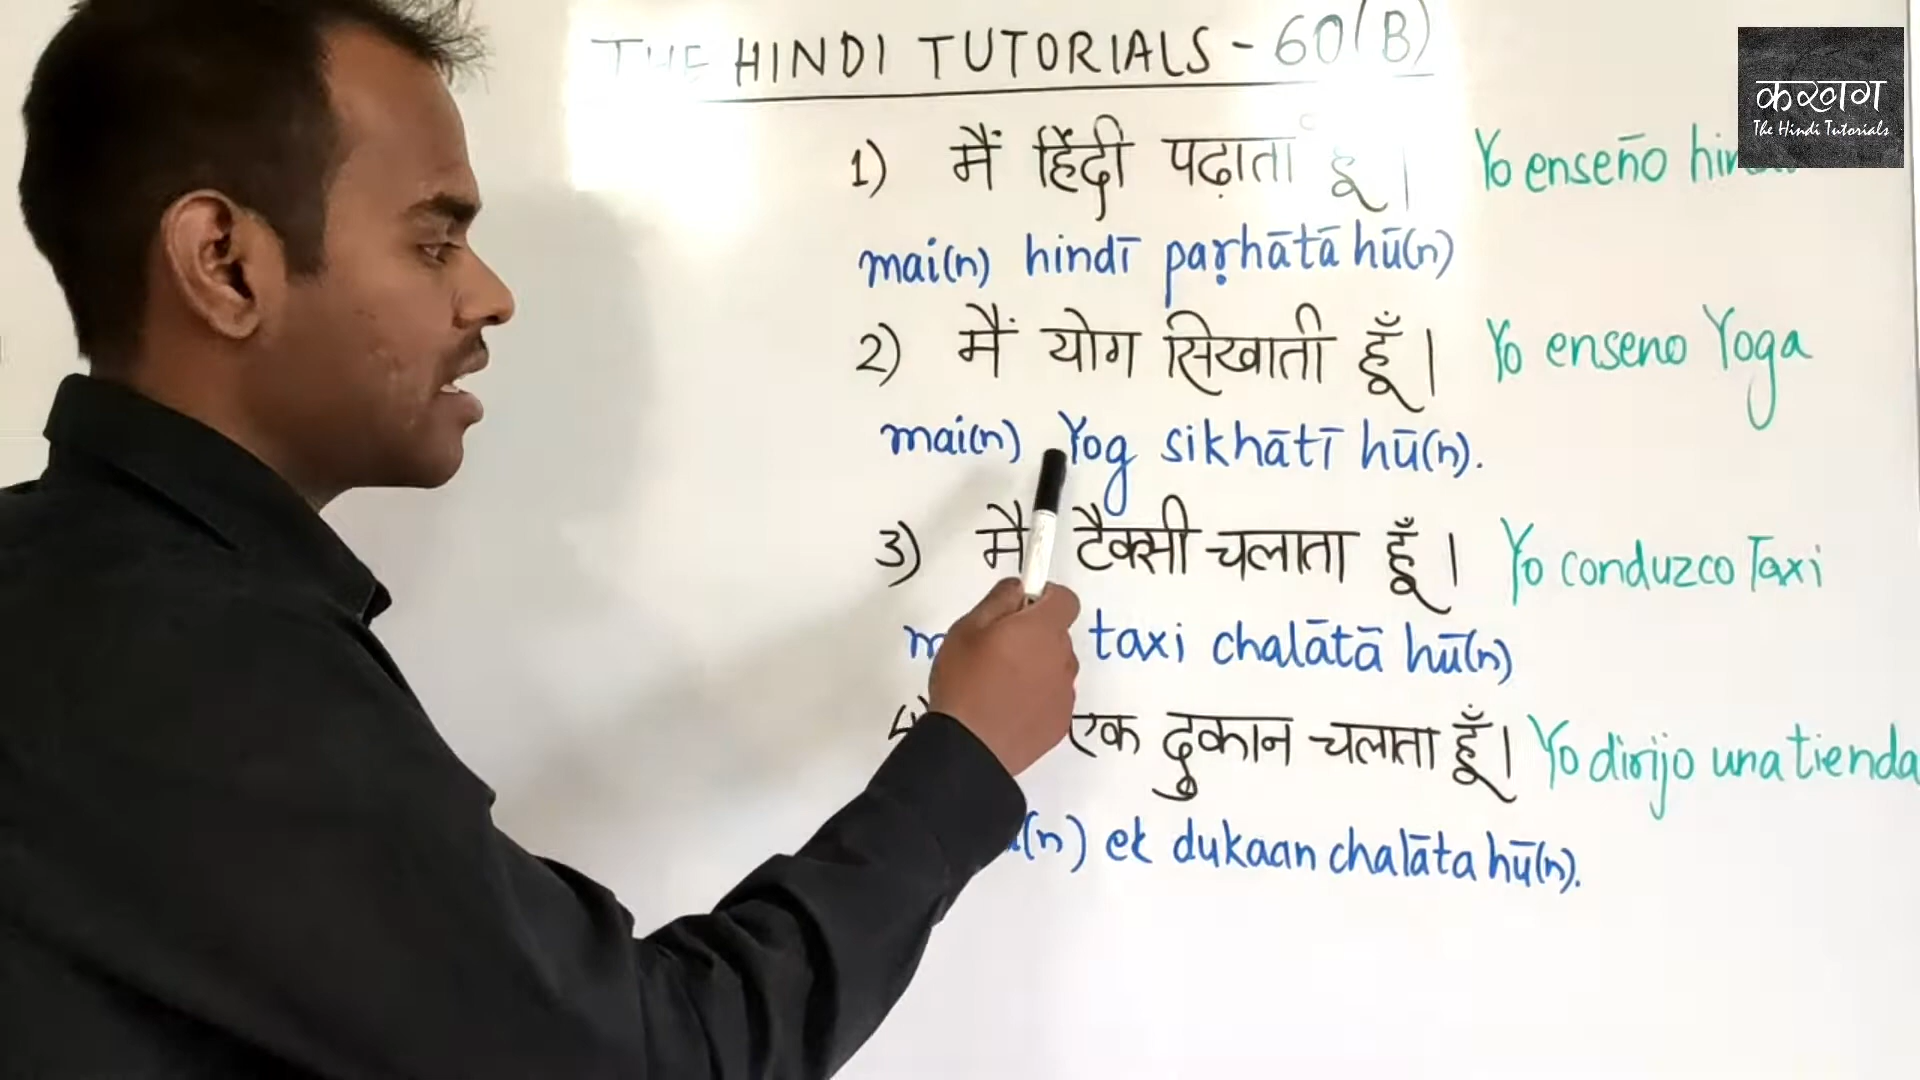 THE HINDI TUTORIALS - 60(B)
कखग
The Hindi Tutorials
1) मैं हिंदी पढ़ाता हूँ। Yo enseño
mai(n) hindī paṛhātā hū(n)
2) मैं योग सिखाती हूँ। Yo enseno Yoga
mai(n) Yog sikhātī hū(n).
3) टैक्सी चलाता हूँ। Yo conduzco Taxi
taxi chalātā hū(n)
एक दुकान चलाता हूँ। Yo dirijo una tienda
ek dukaan chalāta hū(n).